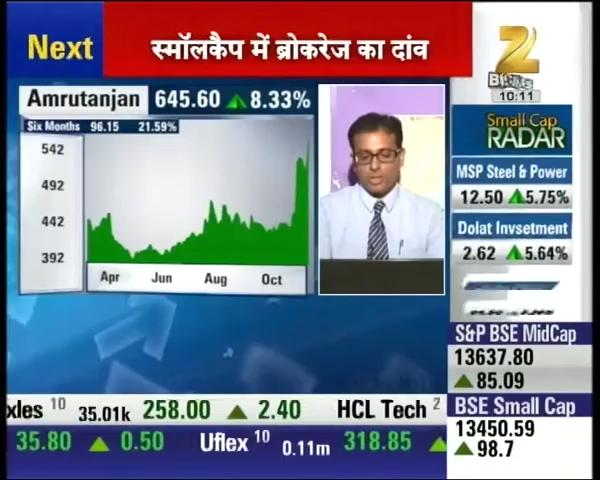 Next
स्मॉलकैप में ब्रोकरेज का दांव
Z
10:11
Amrutanjan 645.60 8.33%
Six Months 96.15 21.59%
542
492
442
392
Apr Jun Aug Oct
Small Cap
RADAR
MSP Steel & Power
12.50 5.75%
Dolat Invsetment
2.62 5.64%
S&P BSE MidCap
13637.80
85.09
BSE Small Cap
13450.59
98.7
xles 10 35.01k 258.00 2.40 HCL Tech 2
35.80 0.50 Uflex 10 0.11m 318.85